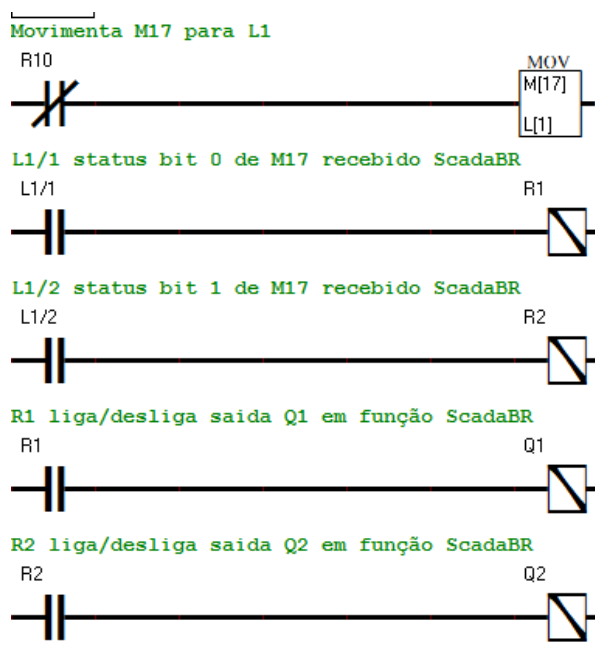 Movimenta M17 para L1
R10
MOV
M[17]
L[1]
L1/1 status bit 0 de M17 recebido ScadaBR
L1/1 R1
L1/2 status bit 1 de M17 recebido ScadaBR
L1/2 R2
R1 liga/desliga saida Q1 em função ScadaBR
R1 Q1
R2 liga/desliga saida Q2 em função ScadaBR
R2 Q2